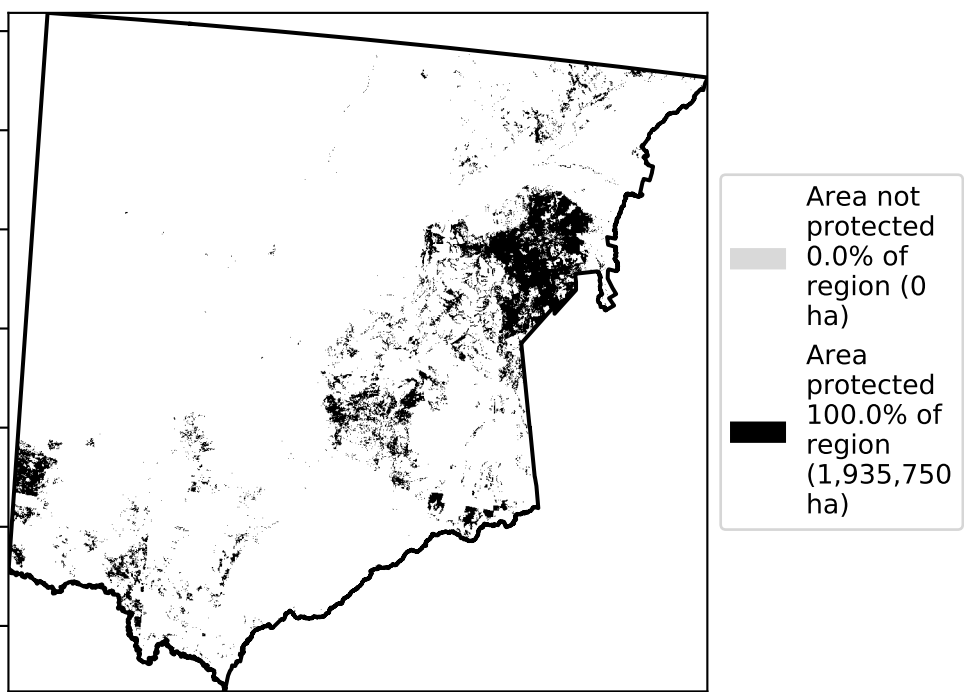 Area not
protected
0.0% of
region (0
ha)
Area
protected
100.0% of
region
(1,935,750
ha)